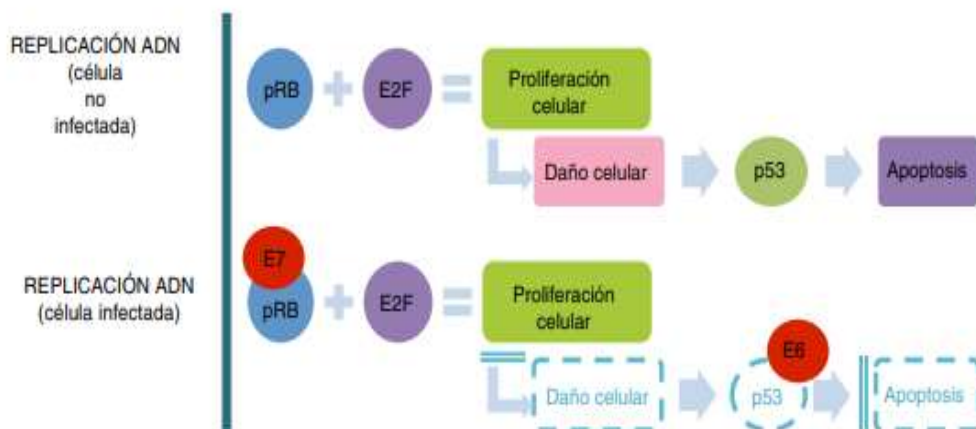 REPLICACIÓN ADN
(célula
no
infectada)
pRB
E2F
Proliferación
celular
Daño celular
p53
Apoptosis
REPLICACIÓN ADN
(célula infectada)
E7
pRB
E2F
Proliferación
celular
Daño celular
E6
p53
Apoptosis